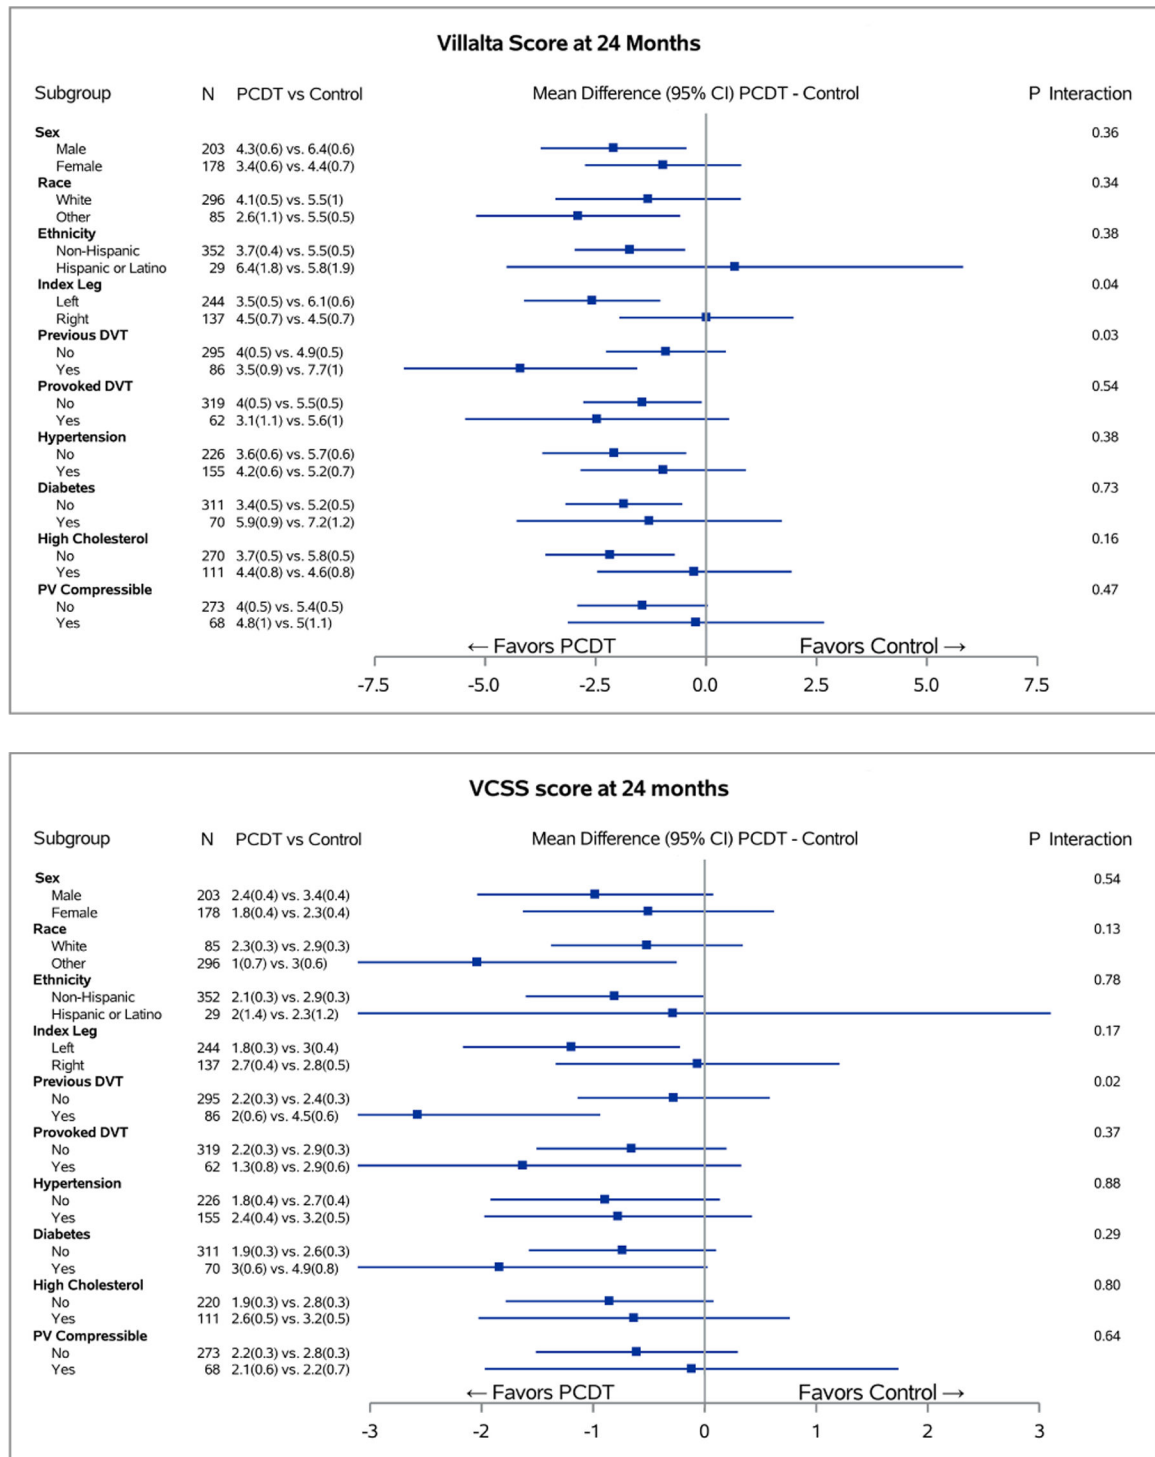 Villalta Score at 24 Months
Subgroup N PCDT vs Control Mean Difference (95% CI) PCDT - Control P Interaction
Sex 0.36
Male 203 4.3(0.6) vs. 6.4(0.6)
Female 178 3.4(0.6) vs. 4.4(0.7)
Race 0.34
White 296 4.1(0.5) vs. 5.5(1)
Other 85 2.6(1.1) vs. 5.5(0.5)
Ethnicity 0.38
Non-Hispanic 352 3.7(0.4) vs. 5.5(0.5)
Hispanic or Latino 29 6.4(1.8) vs. 5.8(1.9)
Index Leg 0.04
Left 244 3.5(0.5) vs. 6.1(0.6)
Right 137 4.5(0.7) vs. 4.5(0.7)
Previous DVT 0.03
No 295 4(0.5) vs. 4.9(0.5)
Yes 86 3.5(0.9) vs. 7.7(1)
Provoked DVT 0.54
No 319 4(0.5) vs. 5.5(0.5)
Yes 62 3.1(1.1) vs. 5.6(1)
Hypertension 0.38
No 226 3.6(0.6) vs. 5.7(0.6)
Yes 155 4.2(0.6) vs. 5.2(0.7)
Diabetes 0.73
No 311 3.4(0.5) vs. 5.2(0.5)
Yes 70 5.9(0.9) vs. 7.2(1.2)
High Cholesterol 0.16
No 270 3.7(0.5) vs. 5.8(0.5)
Yes 111 4.4(0.8) vs. 4.6(0.8)
PV Compressible 0.47
No 273 4(0.5) vs. 5.4(0.5)
Yes 68 4.8(1) vs. 5(1.1)
← Favors PCDT Favors Control →
-7.5 -5.0 -2.5 0.0 2.5 5.0 7.5
VCSS score at 24 months
Subgroup N PCDT vs Control Mean Difference (95% CI) PCDT - Control P Interaction
Sex 0.54
Male 203 2.4(0.4) vs. 3.4(0.4)
Female 178 1.8(0.4) vs. 2.3(0.4)
Race 0.13
White 85 2.3(0.3) vs. 2.9(0.3)
Other 296 1(0.7) vs. 3(0.6)
Ethnicity 0.78
Non-Hispanic 352 2.1(0.3) vs. 2.9(0.3)
Hispanic or Latino 29 2(1.4) vs. 2.3(1.2)
Index Leg 0.17
Left 244 1.8(0.3) vs. 3(0.4)
Right 137 2.7(0.4) vs. 2.8(0.5)
Previous DVT 0.02
No 295 2.2(0.3) vs. 2.4(0.3)
Yes 86 2(0.6) vs. 4.5(0.6)
Provoked DVT 0.37
No 319 2.2(0.3) vs. 2.9(0.3)
Yes 62 1.3(0.8) vs. 2.9(0.6)
Hypertension 0.88
No 226 1.8(0.4) vs. 2.7(0.4)
Yes 155 2.4(0.4) vs. 3.2(0.5)
Diabetes 0.29
No 311 1.9(0.3) vs. 2.6(0.3)
Yes 70 3(0.6) vs. 4.9(0.8)
High Cholesterol 0.80
No 220 1.9(0.3) vs. 2.8(0.3)
Yes 111 2.6(0.5) vs. 3.2(0.5)
PV Compressible 0.64
No 273 2.2(0.3) vs. 2.8(0.3)
Yes 68 2.1(0.6) vs. 2.2(0.7)
← Favors PCDT Favors Control →
-3 -2 -1 0 1 2 3